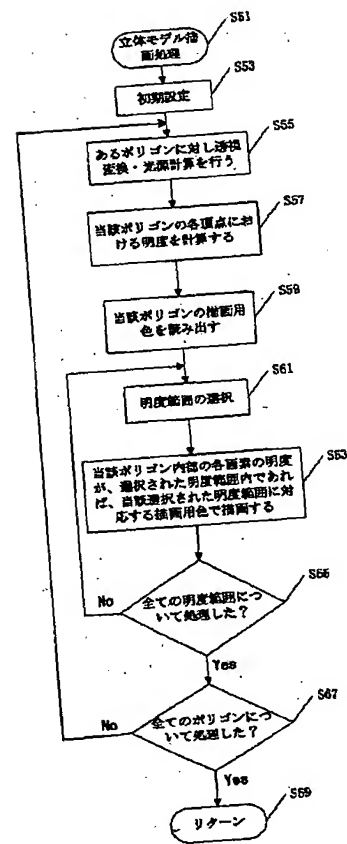 S51
立体モデル描
画処理
S53
初期設定
S55
あるポリゴンに対し透視
変換・光源計算を行う
S57
当該ポリゴンの各頂点にお
ける明度を計算する
S59
当該ポリゴンの描画用
色を読み出す
S61
明度範囲の選択
S63
当該ポリゴン内部の各画素の明度
が、選択された明度範囲内であれ
ば、当該選択された明度範囲に対
応する描画用色で描画する
S65
全ての明度範囲につ
いて処理した？
No
Yes
S67
全てのポリゴンにつ
いて処理した？
No
Yes
S69
リターン